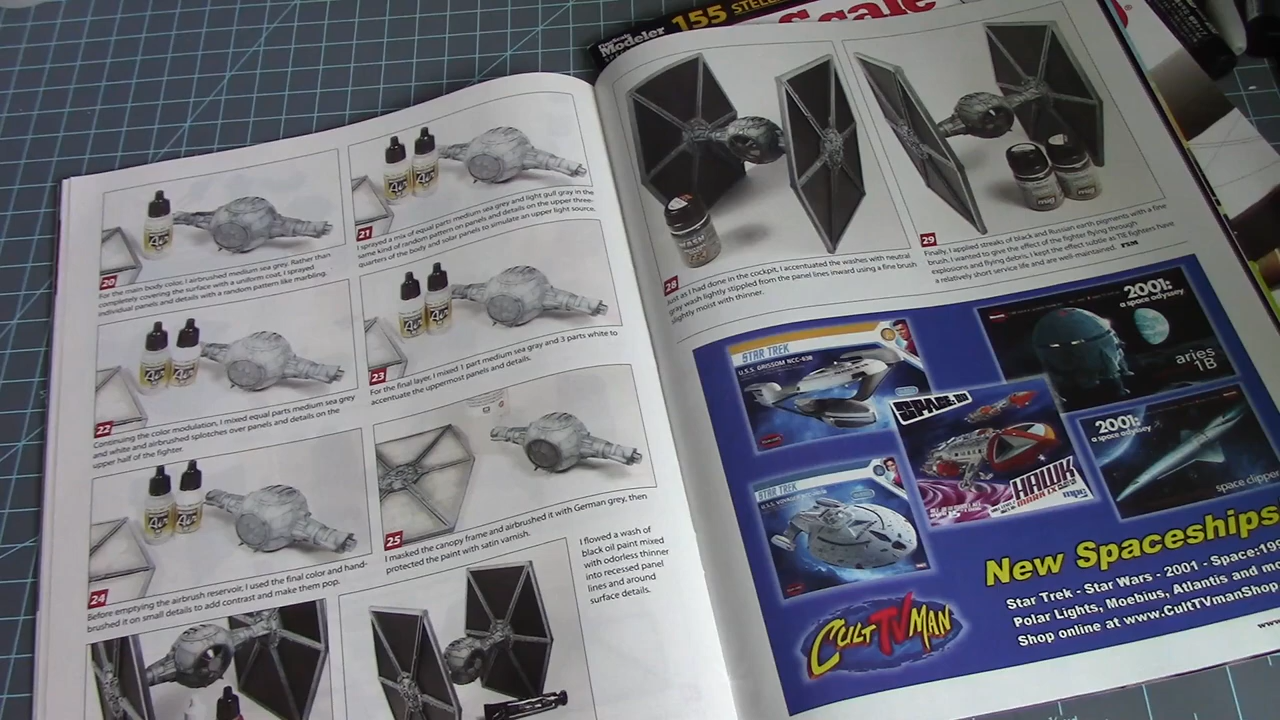 20
For the main body color, I airbrushed medium sea grey. Rather than
completely covering the surface with a uniform coat, I sprayed
individual panels and details with a random pattern like marbling.
21
I sprayed a mix of equal parts medium sea grey and light gull gray in the
same kind of random pattern on panels and details on the upper three-
quarters of the body and solar panels to simulate an upper light source.
22
Continuing the color modulation, I mixed equal parts medium sea grey
and white and airbrushed splotches over panels and details on the
upper half of the fighter.
23
For the final layer, I mixed 1 part medium sea gray and 3 parts white to
accentuate the uppermost panels and details.
24
Before emptying the airbrush reservoir, I used the final color and hand-
brushed it on small details to add contrast and make them pop.
25
I masked the canopy frame and airbrushed it with German grey, then
protected the paint with satin varnish.
I flowed a wash of
black oil paint mixed
with odorless thinner
into recessed panel
lines and around
surface details.
155
Modeler
Scale
28
Just as I had done in the cockpit, I accentuated the washes with neutral
gray wash lightly stippled from the panel lines inward using a fine brush
slightly moist with thinner.
29
Finally, I applied streaks of black and Russian earth pigments with a fine
brush. I wanted to give the effect of the fighter flying through
explosions and flying debris. I kept the effect subtle as TIE fighters have
a relatively short service life and are well-maintained. FSM
STAR TREK
U.S.S. GRISSOM NCC-638
2001:
a space odyssey
aries
1B
SPACE:1999
HAWK
MARK IX
mpc
2001:
a space odyssey
space clipper
STAR TREK
U.S.S. VOYAGER
CULT TV MAN
New Spaceships
Star Trek - Star Wars - 2001 - Space:199
Polar Lights, Moebius, Atlantis and mo
Shop online at www.CultTVmanShop
www